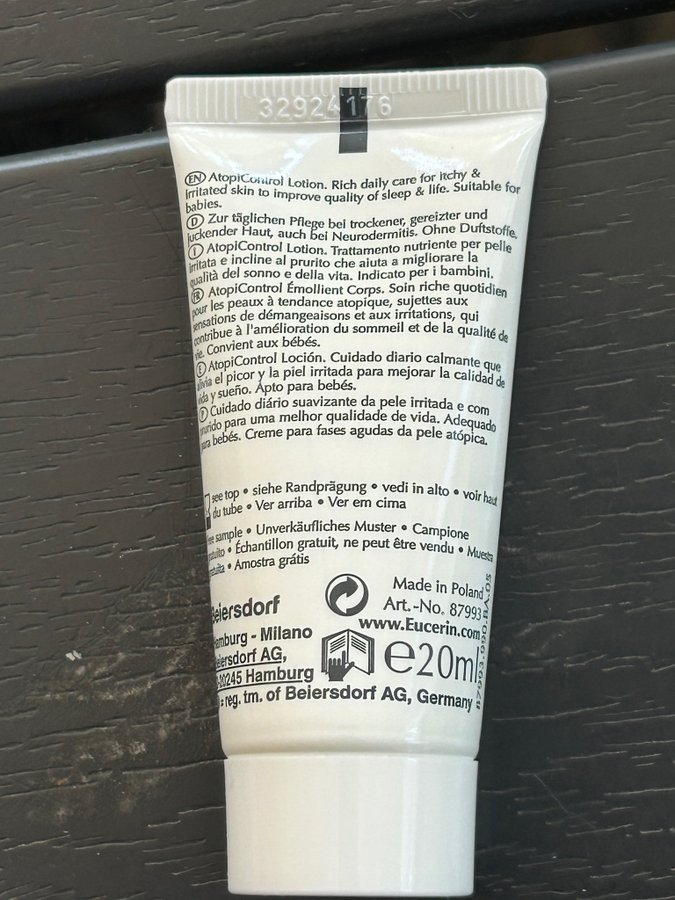 32924176
EN AtopiControl Lotion. Rich daily care for itchy &
irritated skin to improve quality of sleep & life. Suitable for
babies.
D Zur täglichen Pflege bei trockener, gereizter und
juckender Haut, auch bei Neurodermitis. Ohne Duftstoffe.
I AtopiControl Lotion. Trattamento nutriente per pelle
irritata e incline al prurito che aiuta a migliorare la
qualità del sonno e della vita. Indicato per i bambini.
FR AtopiControl Émollient Corps. Soin riche quotidien
pour les peaux à tendance atopique, sujettes aux
sensations de démangeaisons et aux irritations, qui
contribue à l'amélioration du sommeil et de la qualité de
vie. Convient aux bébés.
E AtopiControl Loción. Cuidado diario calmante que
alivia el picor y la piel irritada para mejorar la calidad de
vida y sueño. Apto para bebés.
P Cuidado diário suavizante da pele irritada e com
prurido para uma melhor qualidade de vida. Adequado
para bebés. Creme para fases agudas da pele atópica.
see top • siehe Randprägung • vedi in alto • voir haut
du tube • Ver arriba • Ver em cima
sample • Unverkäufliches Muster • Campione
• Échantillon gratuit, ne peut être vendu • Muestra
• Amostra grátis
Beiersdorf
Hamburg - Milano
Beiersdorf AG,
20245 Hamburg
= reg. tm. of Beiersdorf AG, Germany
Made in Poland
Art.-No. 87993
www.Eucerin.com
e20ml